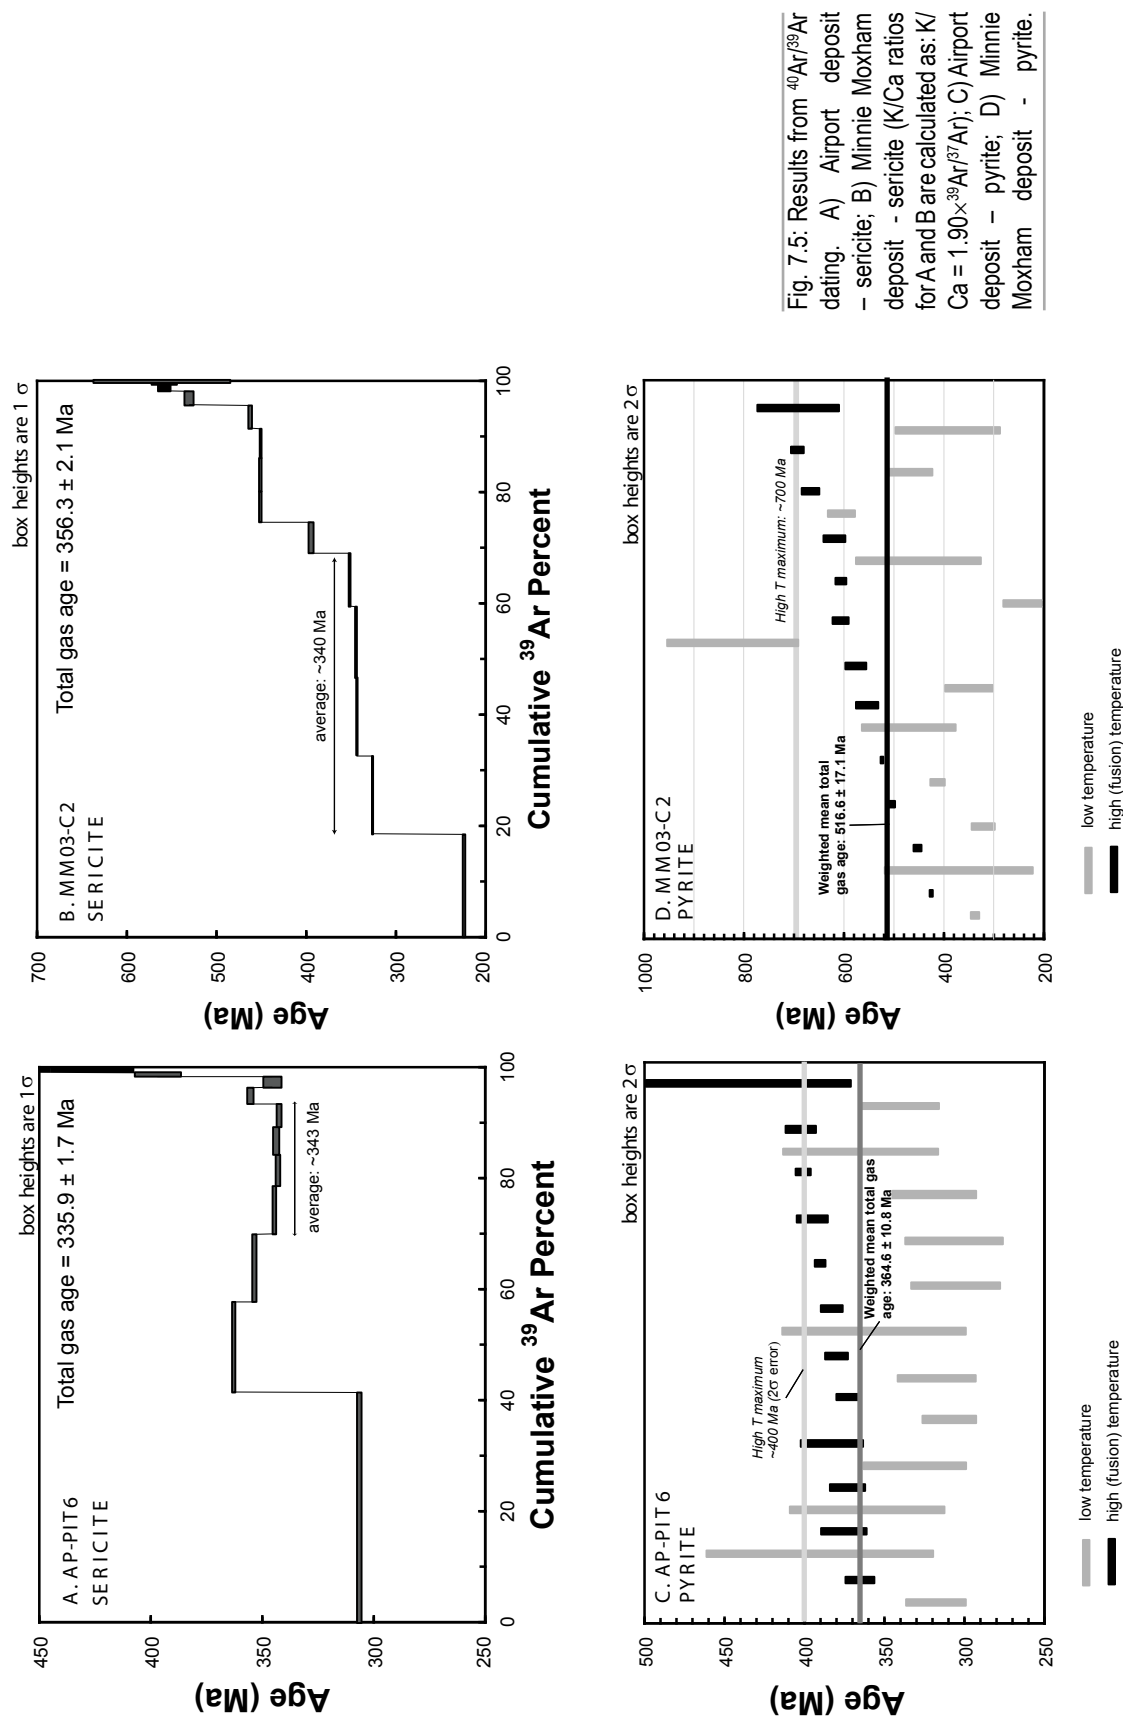 A. AP-PIT6
SERICITE
box heights are 1σ
Total gas age = 335.9 ± 1.7 Ma
average: ~343 Ma
Age (Ma)
450
400
350
300
250
0
20
40
60
80
100
Cumulative ³⁹Ar Percent
B. MM03-C2
SERICITE
box heights are 1 σ
Total gas age = 356.3 ± 2.1 Ma
average: ~340 Ma
Age (Ma)
700
600
500
400
300
200
0
20
40
60
80
100
Cumulative ³⁹Ar Percent
C. AP-PIT6
PYRITE
box heights are 2σ
High T maximum
~400 Ma (2σ error)
Weighted mean total gas
age: 364.6 ± 10.8 Ma
Age (Ma)
500
450
400
350
300
250
low temperature
high (fusion) temperature
D. MM03-C2
PYRITE
box heights are 2σ
High T maximum: ~700 Ma
Weighted mean total
gas age: 516.6 ± 17.1 Ma
Age (Ma)
1000
800
600
400
200
low temperature
high (fusion) temperature
Fig. 7.5: Results from ⁴⁰Ar/³⁹Ar
dating. A) Airport deposit
– sericite; B) Minnie Moxham
deposit - sericite (K/Ca ratios
for A and B are calculated as: K/
Ca = 1.90×³⁹Ar/³⁷Ar); C) Airport
deposit – pyrite; D) Minnie
Moxham deposit - pyrite.